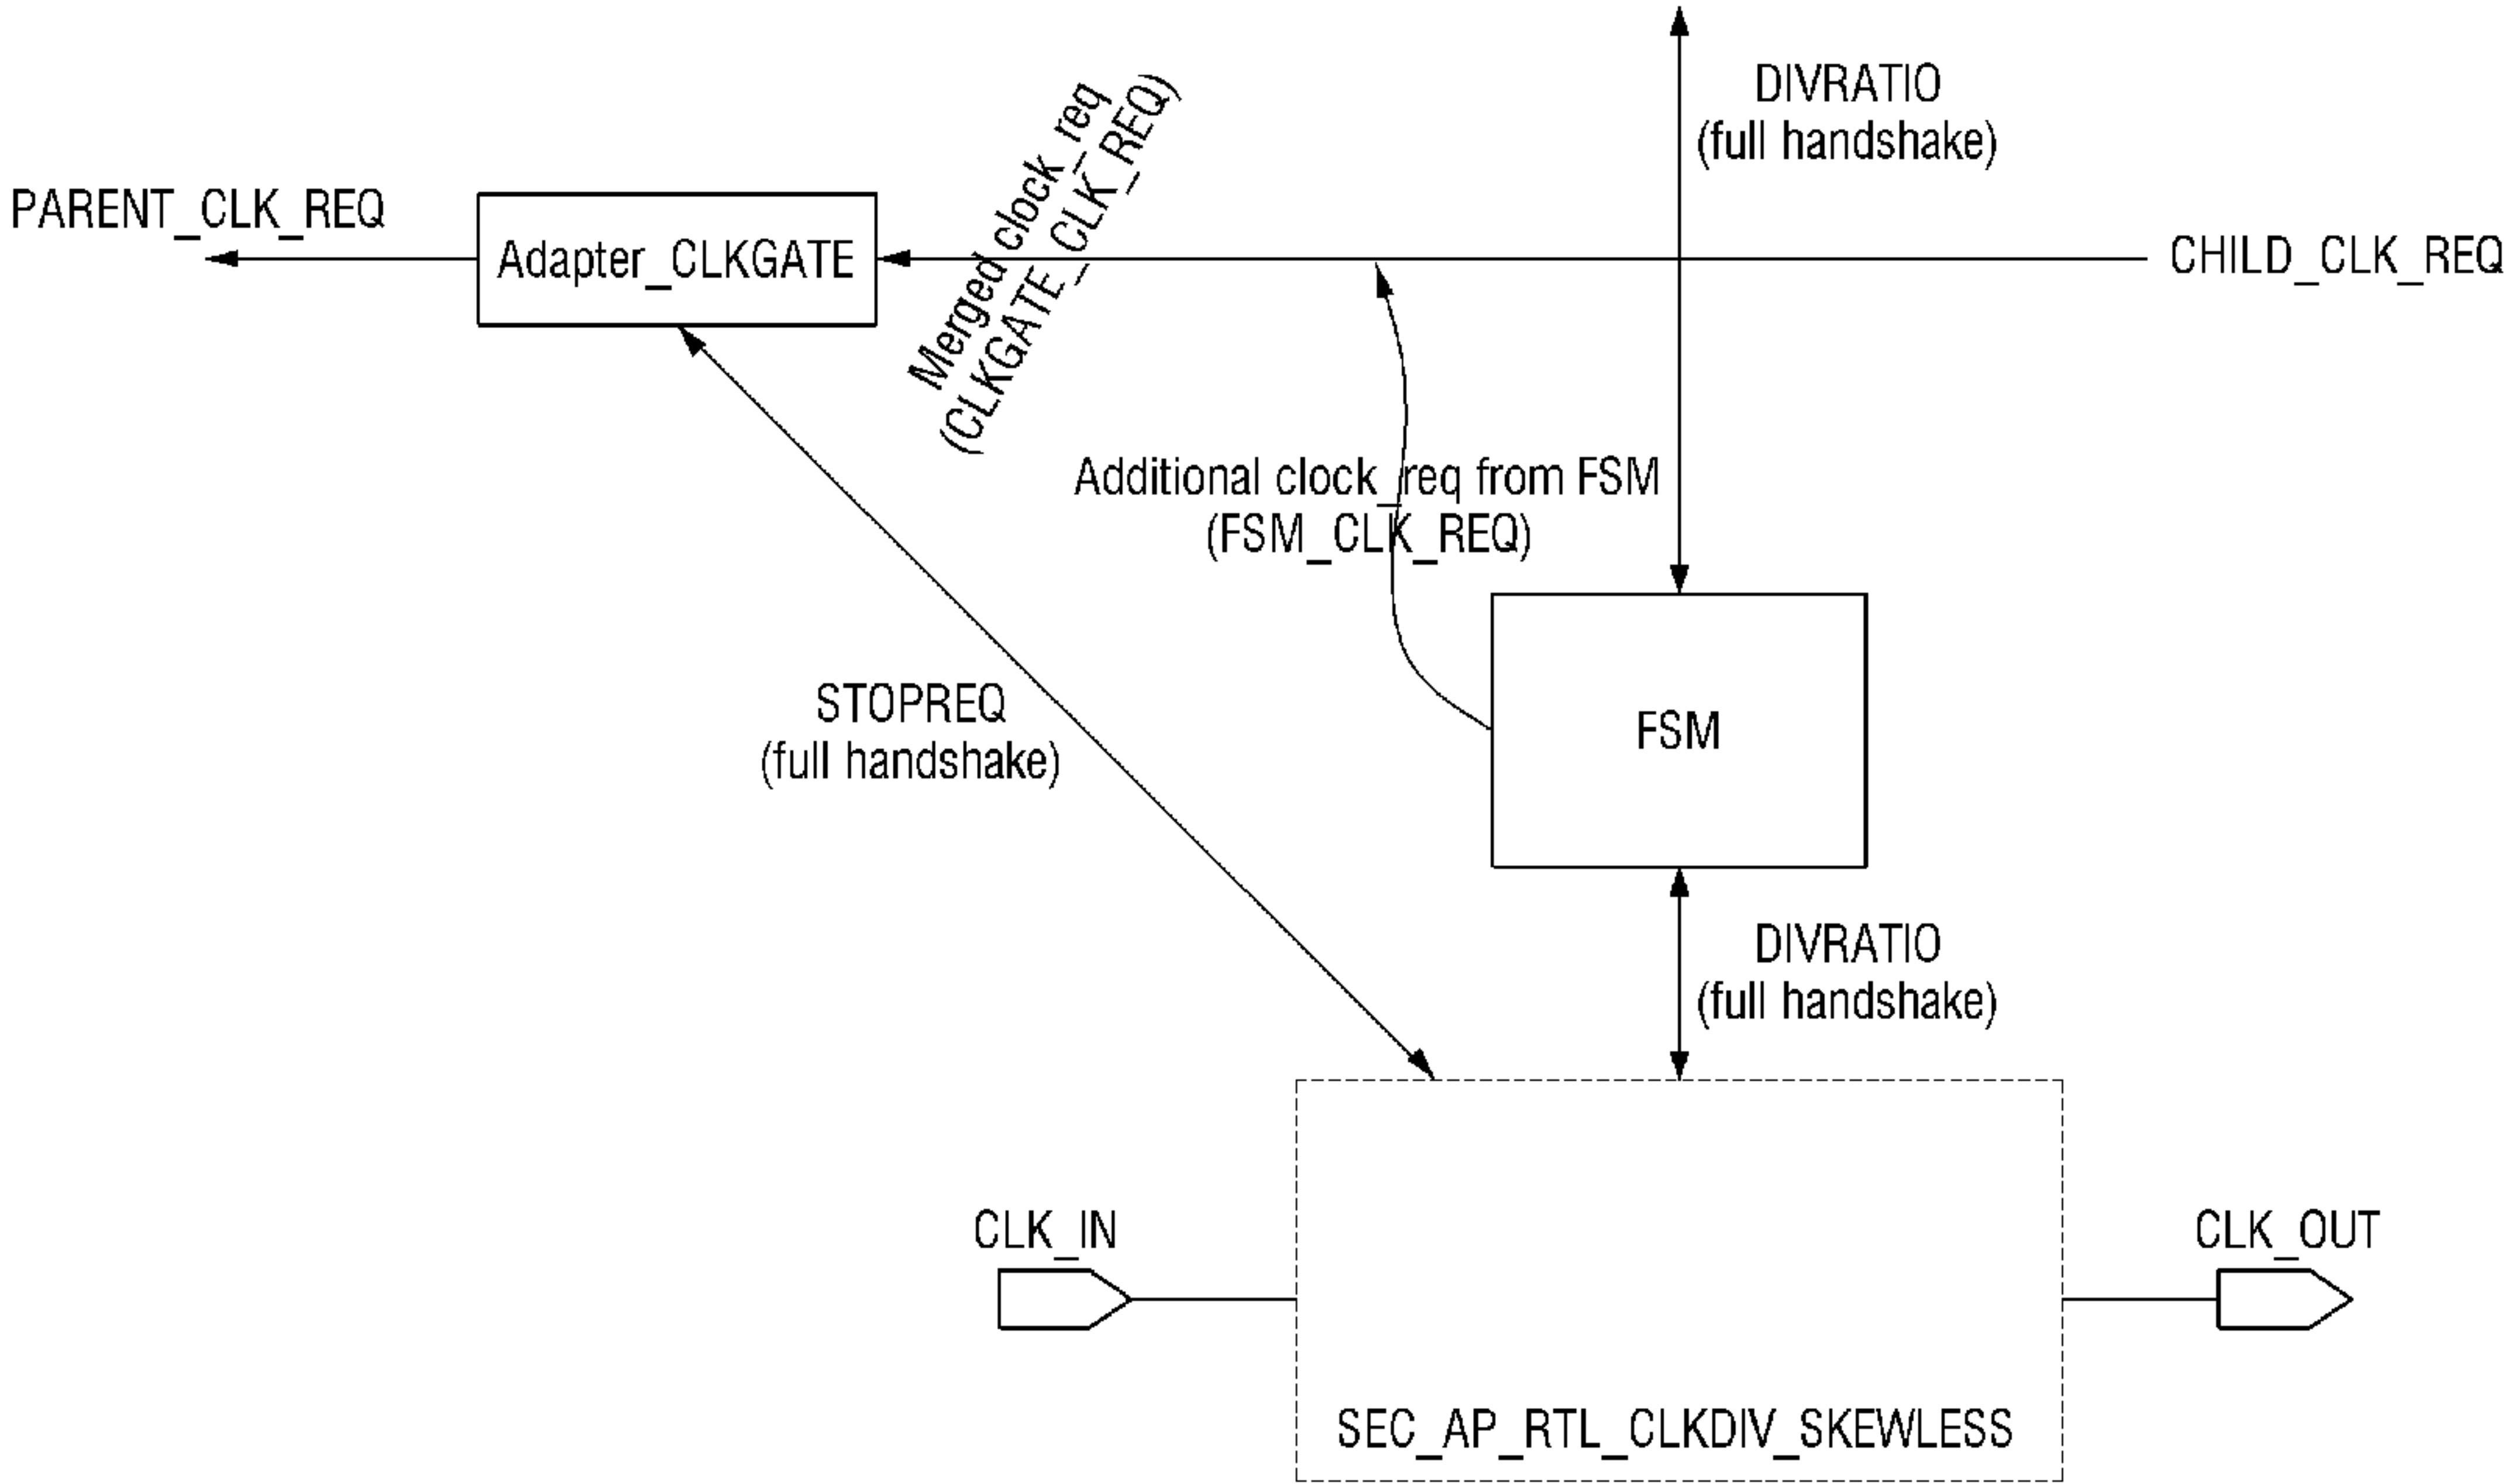 DIVRATIO
(full handshake)
PARENT_CLK_REQ
Adapter_CLKGATE
Merged clock_req
(CLKGATE_CLK_REQ)
CHILD_CLK_REQ
Additional clock_req from FSM
(FSM_CLK_REQ)
STOPREQ
(full handshake)
FSM
DIVRATIO
(full handshake)
CLK_IN
CLK_OUT
SEC_AP_RTL_CLKDIV_SKEWLESS